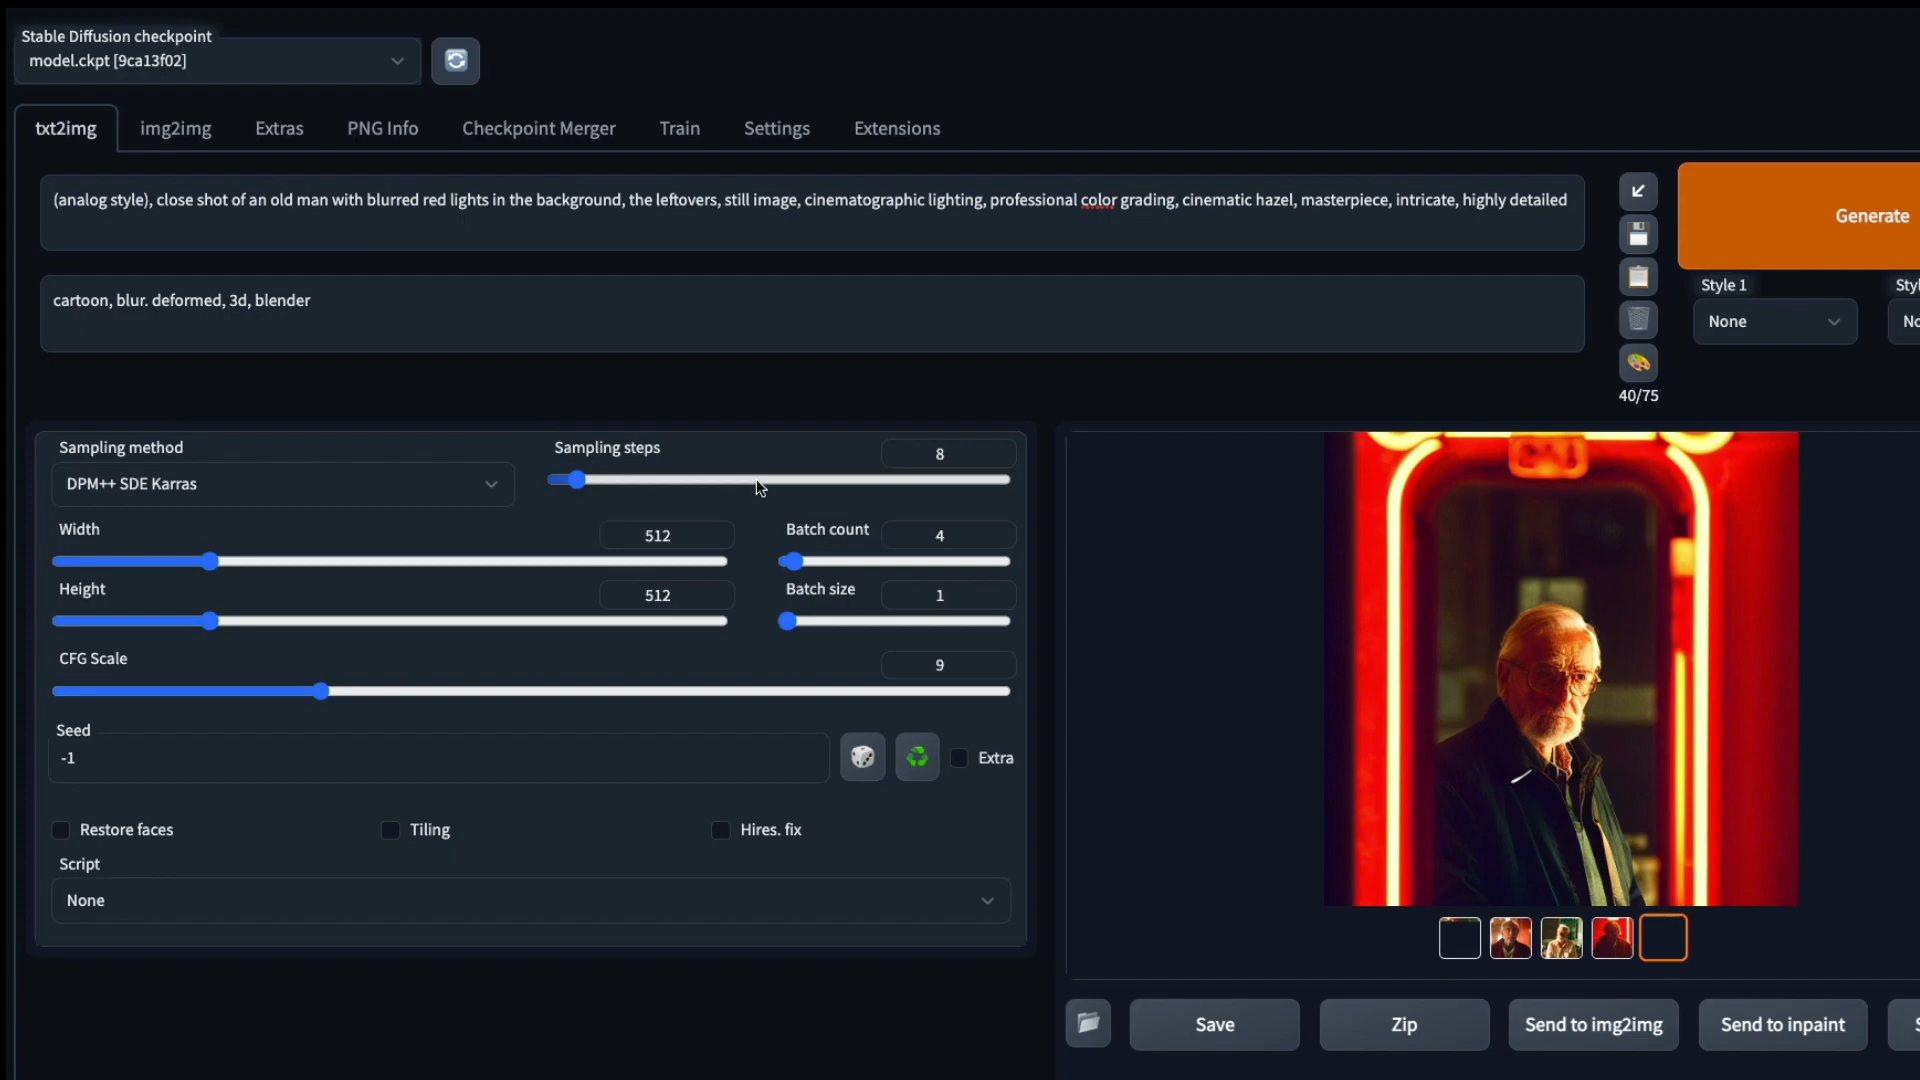 Stable Diffusion checkpoint
model.ckpt [9ca13f02]
txt2img img2img Extras PNG Info Checkpoint Merger Train Settings Extensions
(analog style), close shot of an old man with blurred red lights in the background, the leftovers, still image, cinematographic lighting, professional color grading, cinematic hazel, masterpiece, intricate, highly detailed
Generate
cartoon, blur. deformed, 3d, blender
Style 1
None
40/75
Sampling method
DPM++ SDE Karras
Sampling steps 8
Width 512
Batch count 4
Height 512
Batch size 1
CFG Scale 9
Seed
-1
Extra
Restore faces Tiling Hires. fix
Script
None
Save Zip Send to img2img Send to inpaint